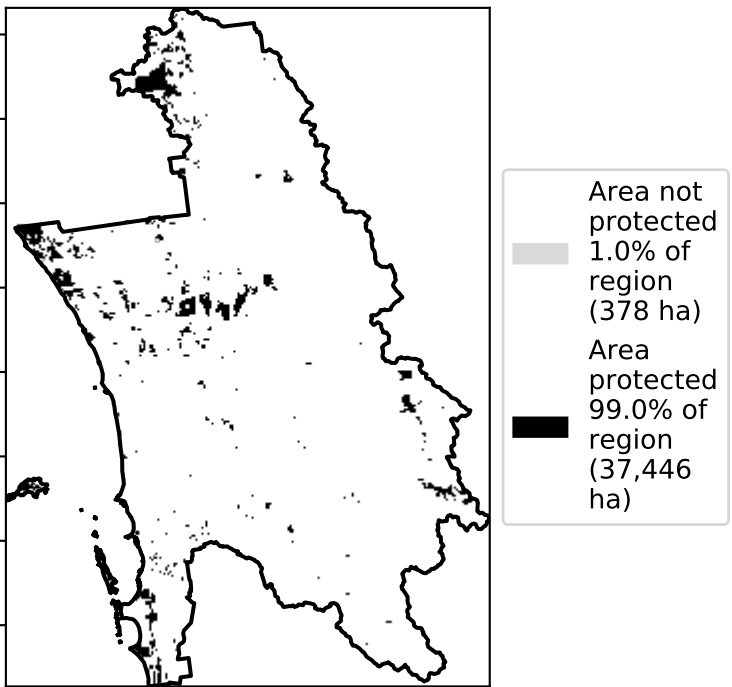 Area not
protected
1.0% of
region
(378 ha)
Area
protected
99.0% of
region
(37,446
ha)